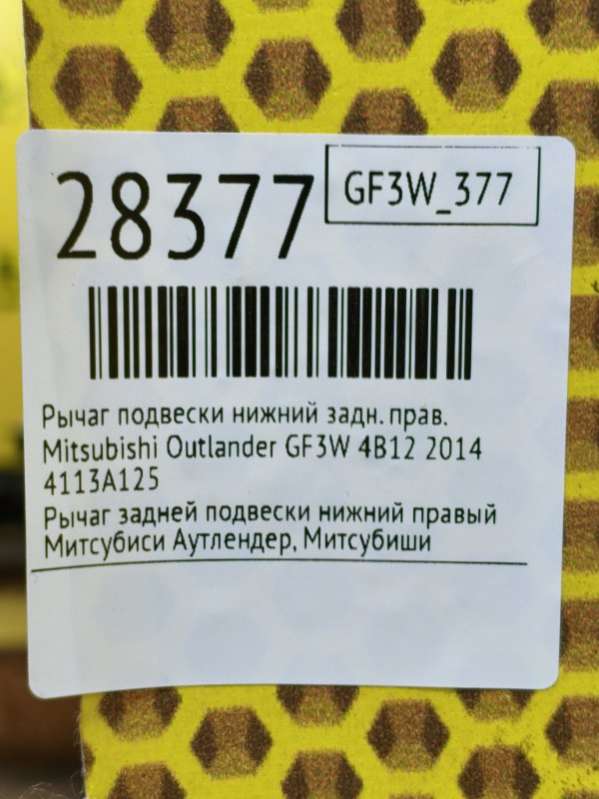 28377
GF3W_377
Рычаг подвески нижний задн. прав.
Mitsubishi Outlander GF3W 4B12 2014
4113A125
Рычаг задней подвески нижний правый
Митсубиси Аутлендер, Митсубиши